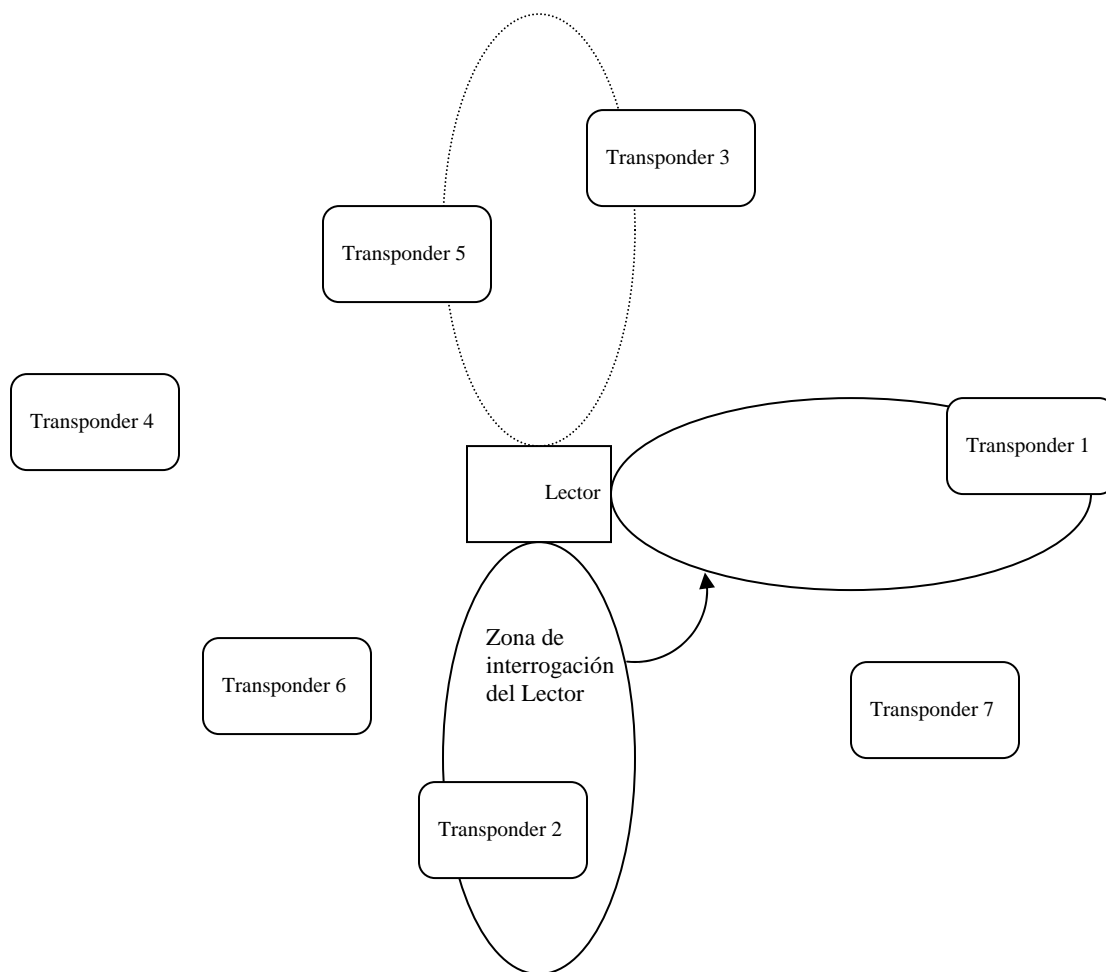 Transponder 3
Transponder 5
Transponder 4
Transponder 1
Lector
Zona de
interrogación
del Lector
Transponder 6
Transponder 7
Transponder 2